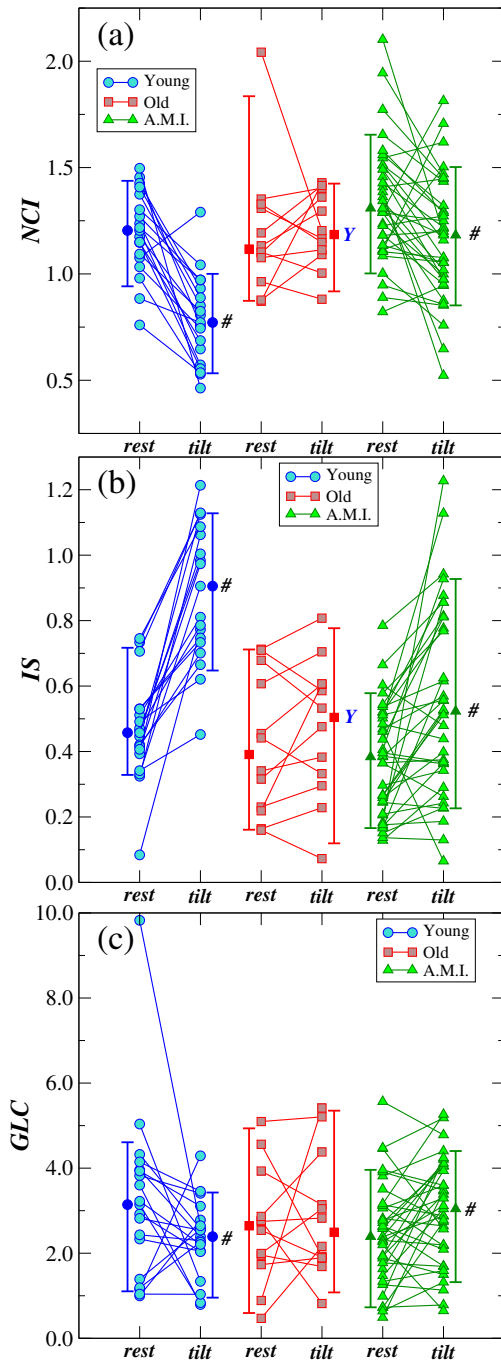 (a)
Young
Old
A.M.I.
NCI
2.0
1.5
1.0
0.5
#
Y
#
rest tilt rest tilt rest tilt
(b)
Young
Old
A.M.I.
IS
1.2
1.0
0.8
0.6
0.4
0.2
0.0
#
Y
#
rest tilt rest tilt rest tilt
(c)
Young
Old
A.M.I.
GLC
10.0
8.0
6.0
4.0
2.0
0.0
#
#
rest tilt rest tilt rest tilt